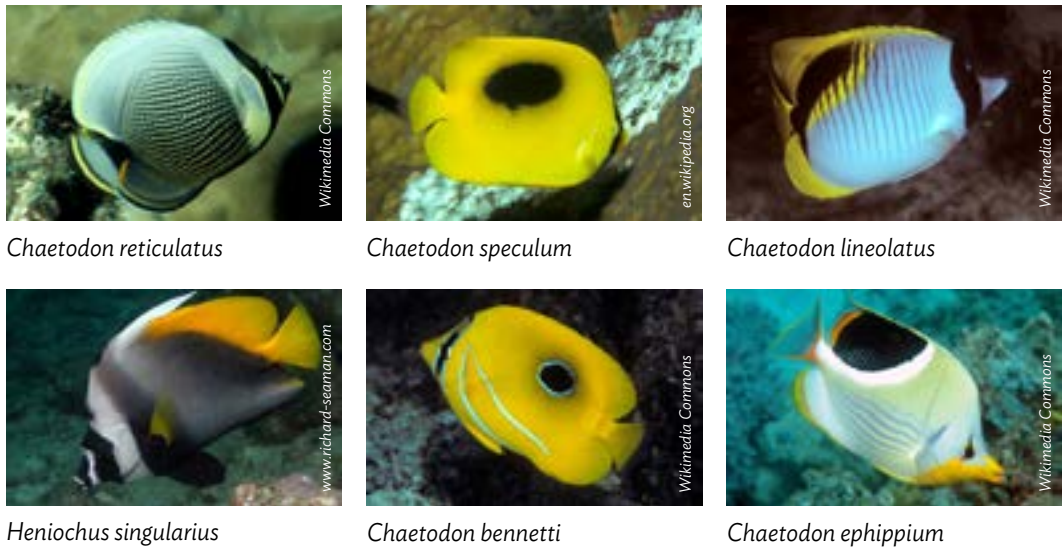 Wikimedia Commons
en.wikipedia.org
Wikimedia Commons
Chaetodon reticulatus
Chaetodon speculum
Chaetodon lineolatus
www.richard-seaman.com
Wikimedia Commons
Wikimedia Commons
Heniochus singularius
Chaetodon bennetti
Chaetodon ephippium